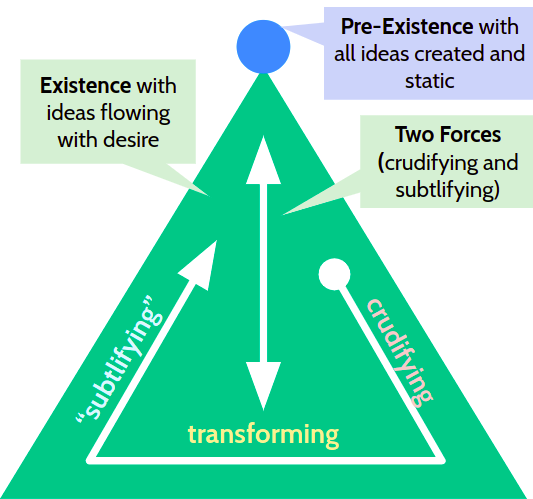 Pre-Existence with
all ideas created and
static
Existence with
ideas flowing
with desire
Two Forces
(crudifying and
subtlifying)
"subtlifying"
crudifying
transforming